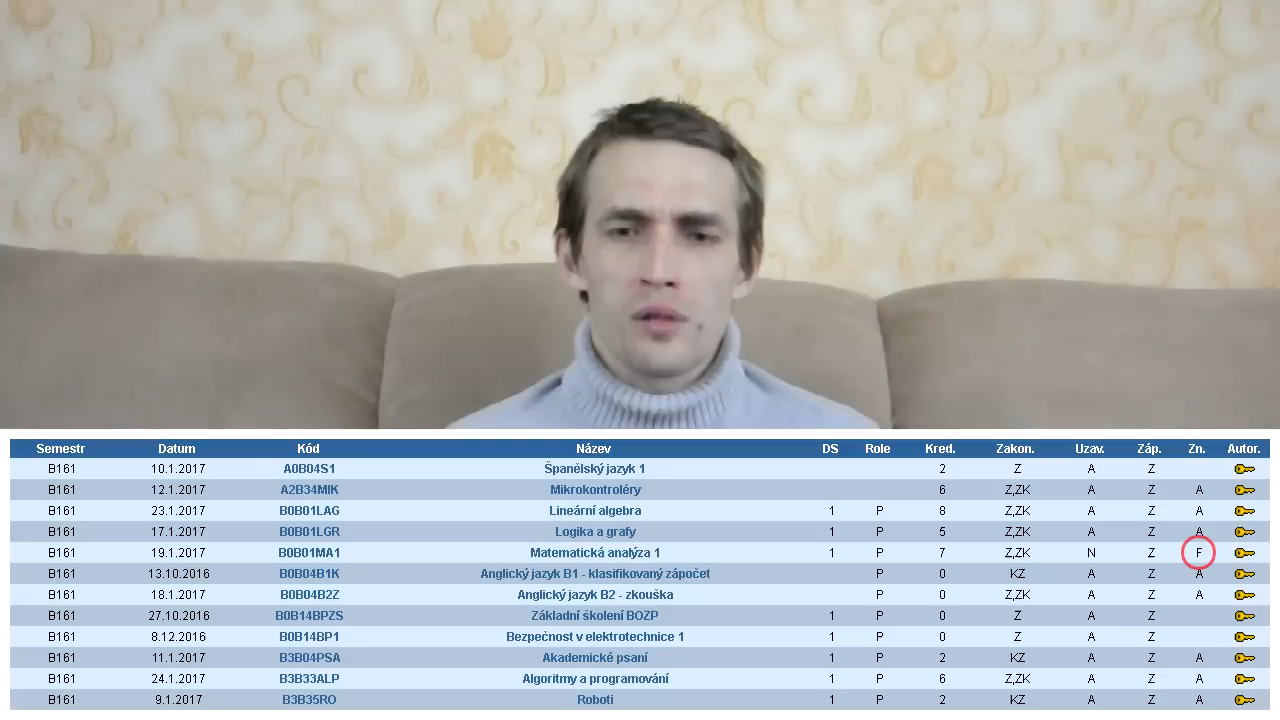 Semestr Datum Kód Název DS Role Kred. Zakon. Uzav. Záp. Zn. Autor.
B161 10.1.2017 A0B04S1 Španělský jazyk 1 2 Z A Z
B161 12.1.2017 A2B34MIK Mikrokontroléry 6 Z,ZK A Z A
B161 23.1.2017 B0B01LAG Lineární algebra 1 P 8 Z,ZK A Z A
B161 17.1.2017 B0B01LGR Logika a grafy 1 P 5 Z,ZK A Z A
B161 19.1.2017 B0B01MA1 Matematická analýza 1 1 P 7 Z,ZK N Z F
B161 13.10.2016 B0B04B1K Anglický jazyk B1 - klasifikovaný zápočet P 0 KZ A Z A
B161 18.1.2017 B0B04B2Z Anglický jazyk B2 - zkouška P 0 Z,ZK A Z A
B161 27.10.2016 B0B14BPZS Základní školení BOZP 1 P 0 Z A Z
B161 8.12.2016 B0B14BP1 Bezpečnost v elektrotechnice 1 1 P 0 Z A Z
B161 11.1.2017 B3B04PSA Akademické psaní 1 P 2 KZ A Z A
B161 24.1.2017 B3B33ALP Algoritmy a programování 1 P 6 Z,ZK A Z A
B161 9.1.2017 B3B35RO Roboti 1 P 2 KZ A Z A